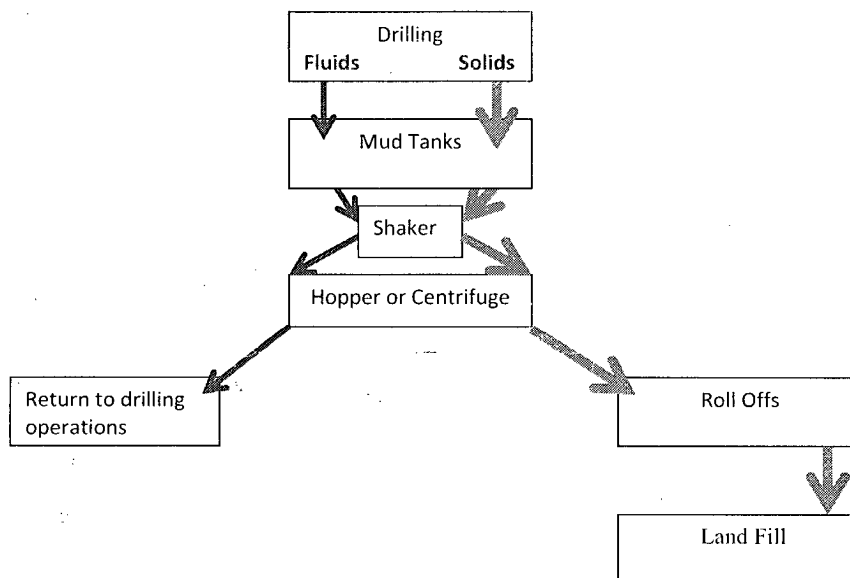 Drilling
Fluids Solids
Mud Tanks
Shaker
Hopper or Centrifuge
Return to drilling
operations
Roll Offs
Land Fill